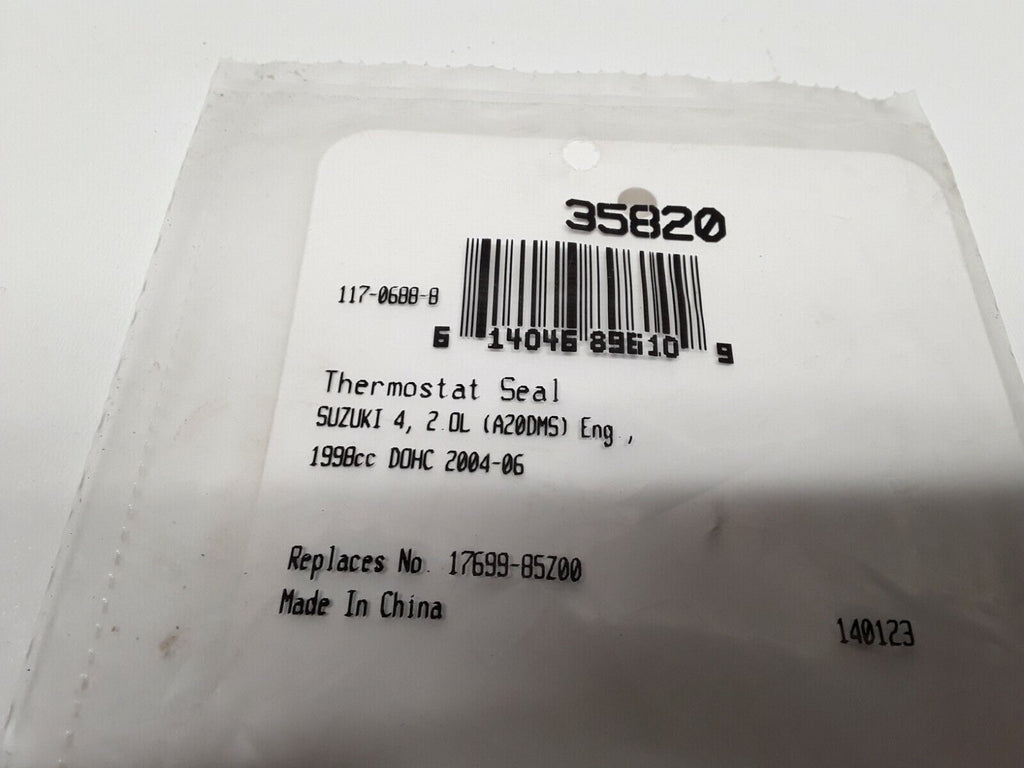 35820
117-0688-8
6 14046 89610 9
Thermostat Seal
SUZUKI 4, 2.0L (A20DMS) Eng.,
1998cc DOHC 2004-06
Replaces No. 17699-85Z00
Made In China
140123